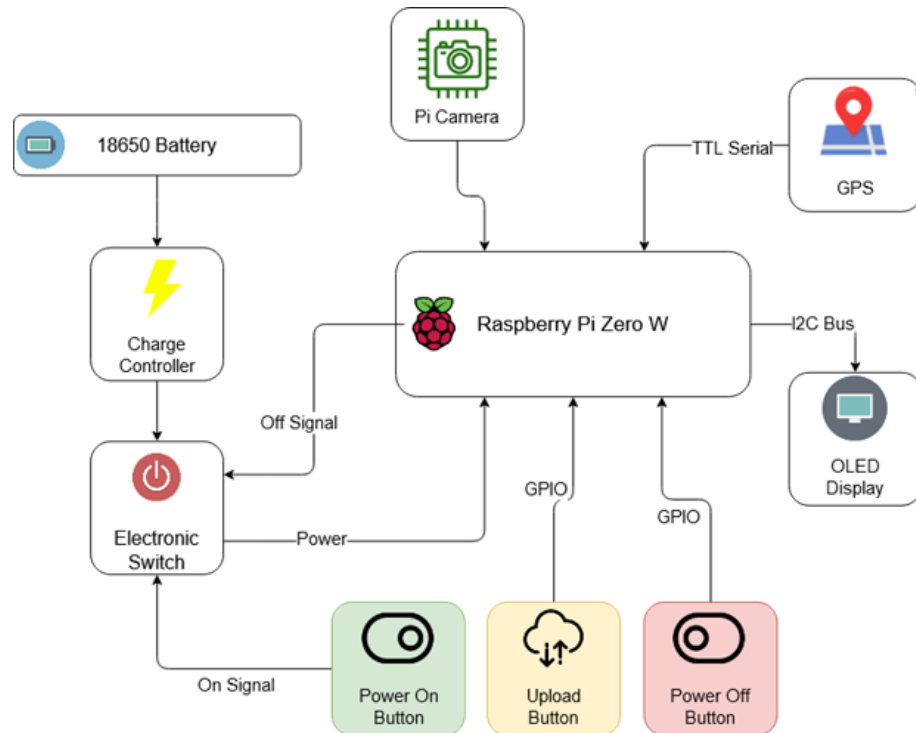 Pi Camera
18650 Battery
TTL Serial
GPS
Raspberry Pi Zero W
I2C Bus
Charge
Controller
Off Signal
OLED
Display
Electronic
Switch
Power
GPIO
GPIO
On Signal
Power On
Button
Upload
Button
Power Off
Button